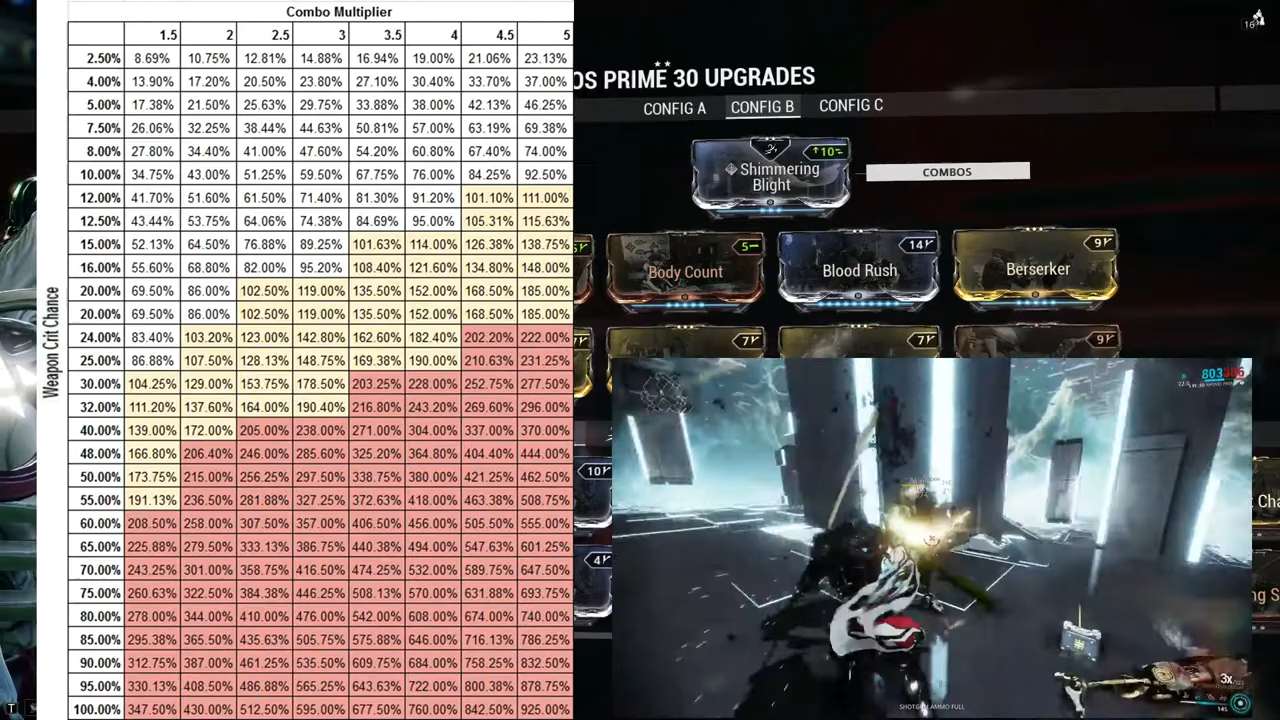 Combo Multiplier
1.5 2 2.5 3 3.5 4 4.5 5
Weapon Crit Chance
2.50% 8.69% 10.75% 12.81% 14.88% 16.94% 19.00% 21.06% 23.13%
4.00% 13.90% 17.20% 20.50% 23.80% 27.10% 30.40% 33.70% 37.00%
5.00% 17.38% 21.50% 25.63% 29.75% 33.88% 38.00% 42.13% 46.25%
7.50% 26.06% 32.25% 38.44% 44.63% 50.81% 57.00% 63.19% 69.38%
8.00% 27.80% 34.40% 41.00% 47.60% 54.20% 60.80% 67.40% 74.00%
10.00% 34.75% 43.00% 51.25% 59.50% 67.75% 76.00% 84.25% 92.50%
12.00% 41.70% 51.60% 61.50% 71.40% 81.30% 91.20% 101.10% 111.00%
12.50% 43.44% 53.75% 64.06% 74.38% 84.69% 95.00% 105.31% 115.63%
15.00% 52.13% 64.50% 76.88% 89.25% 101.63% 114.00% 126.38% 138.75%
16.00% 55.60% 68.80% 82.00% 95.20% 108.40% 121.60% 134.80% 148.00%
20.00% 69.50% 86.00% 102.50% 119.00% 135.50% 152.00% 168.50% 185.00%
20.00% 69.50% 86.00% 102.50% 119.00% 135.50% 152.00% 168.50% 185.00%
24.00% 83.40% 103.20% 123.00% 142.80% 162.60% 182.40% 202.20% 222.00%
25.00% 86.88% 107.50% 128.13% 148.75% 169.38% 190.00% 210.63% 231.25%
30.00% 104.25% 129.00% 153.75% 178.50% 203.25% 228.00% 252.75% 277.50%
32.00% 111.20% 137.60% 164.00% 190.40% 216.80% 243.20% 269.60% 296.00%
40.00% 139.00% 172.00% 205.00% 238.00% 271.00% 304.00% 337.00% 370.00%
48.00% 166.80% 206.40% 246.00% 285.60% 325.20% 364.80% 404.40% 444.00%
50.00% 173.75% 215.00% 256.25% 297.50% 338.75% 380.00% 421.25% 462.50%
55.00% 191.13% 236.50% 281.88% 327.25% 372.63% 418.00% 463.38% 508.75%
60.00% 208.50% 258.00% 307.50% 357.00% 406.50% 456.00% 505.50% 555.00%
65.00% 225.88% 279.50% 333.13% 386.75% 440.38% 494.00% 547.63% 601.25%
70.00% 243.25% 301.00% 358.75% 416.50% 474.25% 532.00% 589.75% 647.50%
75.00% 260.63% 322.50% 384.38% 446.25% 508.13% 570.00% 631.88% 693.75%
80.00% 278.00% 344.00% 410.00% 476.00% 542.00% 608.00% 674.00% 740.00%
85.00% 295.38% 365.50% 435.63% 505.75% 575.88% 646.00% 716.13% 786.25%
90.00% 312.75% 387.00% 461.25% 535.50% 609.75% 684.00% 758.25% 832.50%
95.00% 330.13% 408.50% 486.88% 565.25% 643.63% 722.00% 800.38% 878.75%
100.00% 347.50% 430.00% 512.50% 595.00% 677.50% 760.00% 842.50% 925.00%
OS PRIME 30 UPGRADES
CONFIG A CONFIG B CONFIG C
10
Shimmering
Blight
COMBOS
5 14 9
Body Count Blood Rush Berserker
7 7 9
10
4
3x
SHOTGUN AMMO FULL
145
16
T